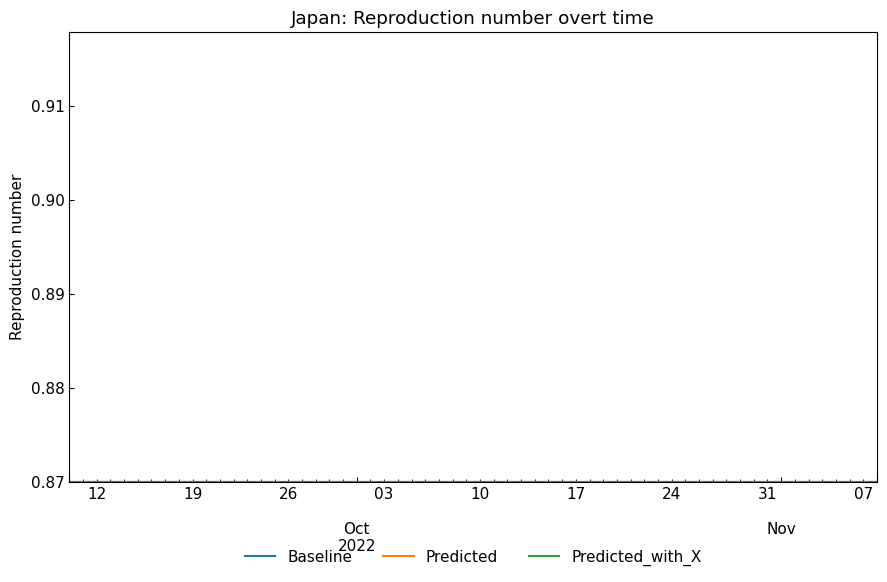 Japan: Reproduction number overt time
Reproduction number
0.91
0.90
0.89
0.88
0.87
12 19 26 03 10 17 24 31 07
Oct Nov
2022
Baseline Predicted Predicted_with_X